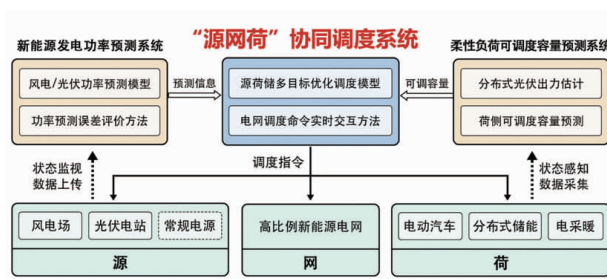 “源网荷”协同调度系统
新能源发电功率预测系统
柔性负荷可调度容量预测系统
风电/光伏功率预测模型
功率预测误差评价方法
预测信息
源荷储多目标优化调度模型
电网调度命令实时交互方法
可调容量
分布式光伏出力估计
荷侧可调度容量预测
状态监视
数据上传
调度指令
状态感知
数据采集
风电场
光伏电站
常规电源
源
高比例新能源电网
网
电动汽车
分布式储能
电采暖
荷